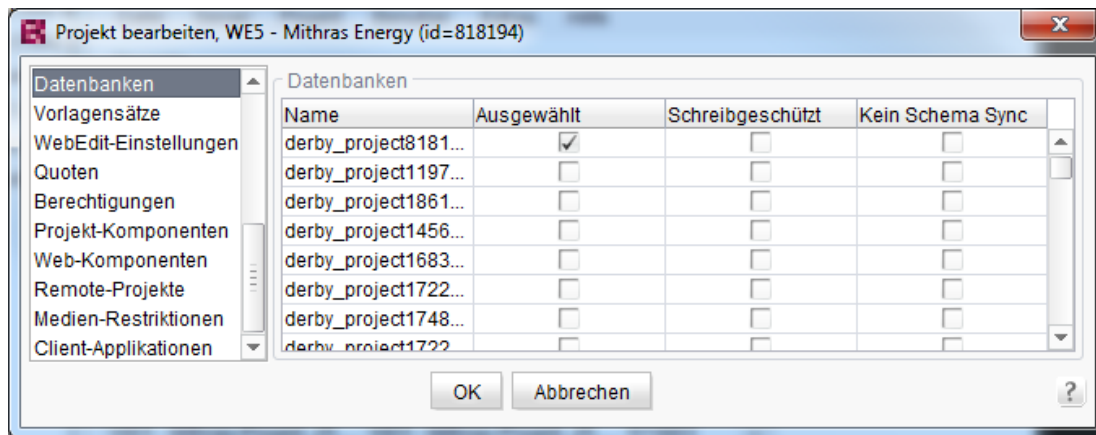 Projekt bearbeiten, WE5 - Mithras Energy (id=818194)
Datenbanken
Vorlagensätze
WebEdit-Einstellungen
Quoten
Berechtigungen
Projekt-Komponenten
Web-Komponenten
Remote-Projekte
Medien-Restriktionen
Client-Applikationen
Datenbanken
Name Ausgewählt Schreibgeschützt Kein Schema Sync
derby_project8181...
derby_project1197...
derby_project1861...
derby_project1456...
derby_project1683...
derby_project1722...
derby_project1748...
derby_project1722...
OK Abbrechen ?